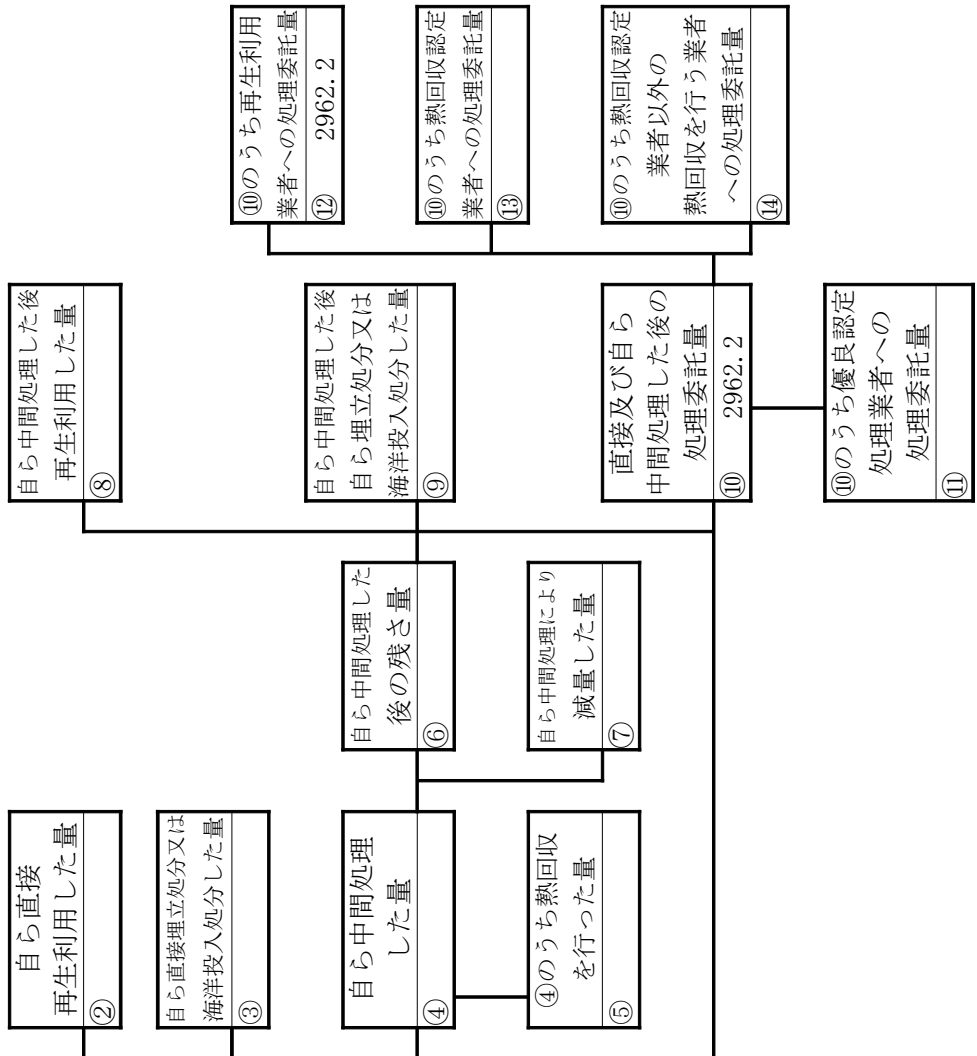 自ら直接
再生利用した量
②
自ら直接埋立処分又は
海洋投入処分した量
③
自ら中間処理
した量
④
④のうち熱回収
を行った量
⑤
自ら中間処理した
後の残さ量
⑥
自ら中間処理により
減量した量
⑦
自ら中間処理した後
再生利用した量
⑧
自ら中間処理した後
自ら埋立処分又は
海洋投入処分した量
⑨
直接及び自ら
中間処理した後の
処理委託量
⑩ 2962.2
⑩のうち優良認定
処理業者への
処理委託量
⑪
⑩のうち再生利用
業者への処理委託量
⑫ 2962.2
⑩のうち熱回収認定
業者への処理委託量
⑬
⑩のうち熱回収認定
業者以外の
熱回収を行う業者
への処理委託量
⑭